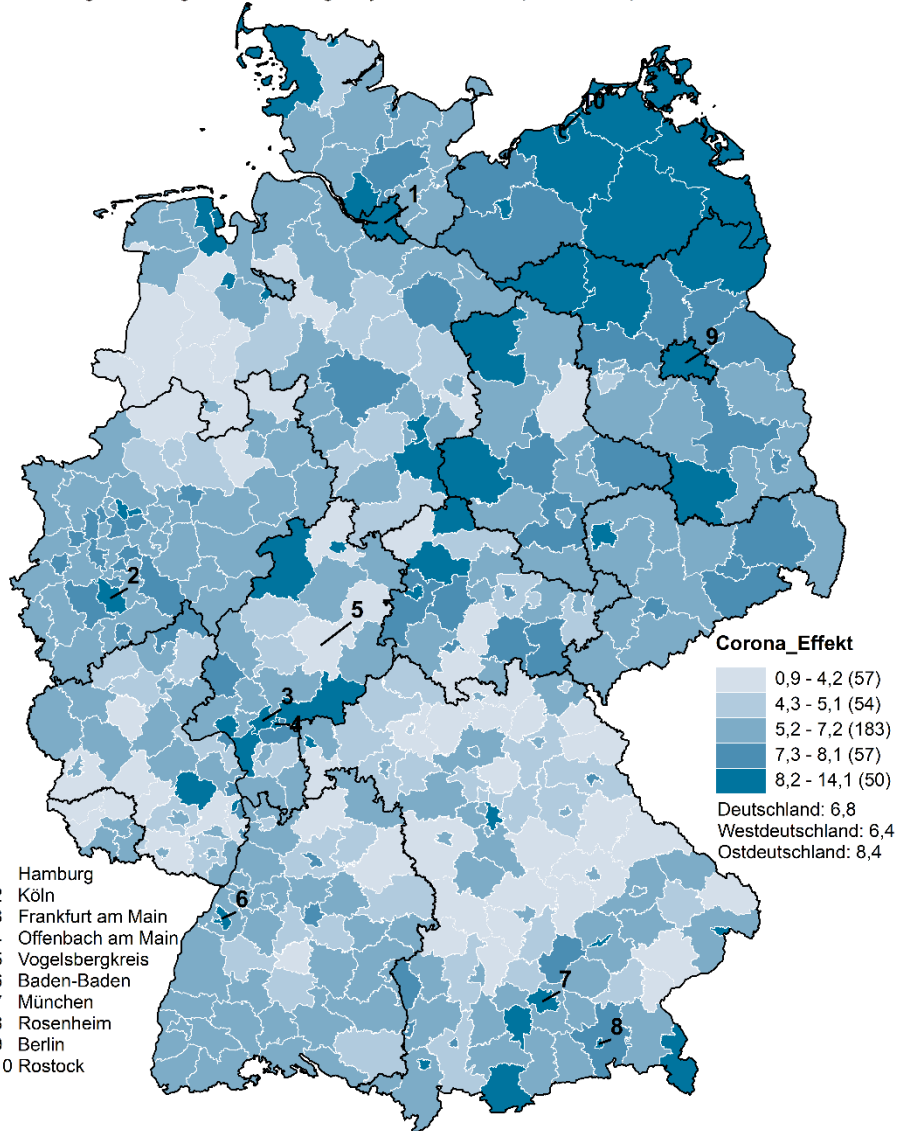 10
1
9
2
5
3
4
6
7
8
Corona_Effekt
0,9 - 4,2 (57)
4,3 - 5,1 (54)
5,2 - 7,2 (183)
7,3 - 8,1 (57)
8,2 - 14,1 (50)
Deutschland: 6,8
Westdeutschland: 6,4
Ostdeutschland: 8,4
Hamburg
Köln
Frankfurt am Main
Offenbach am Main
Vogelsbergkreis
Baden-Baden
München
Rosenheim
Berlin
10 Rostock